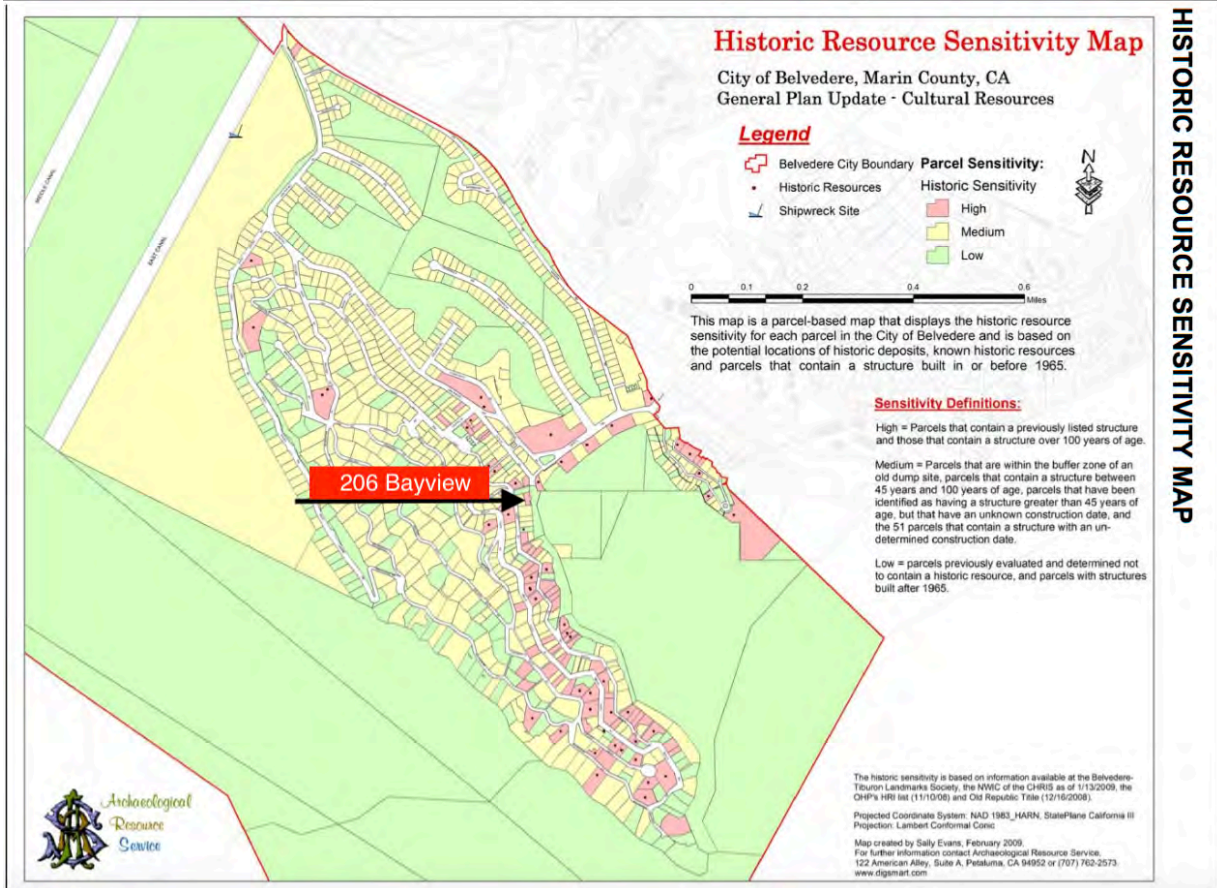 Historic Resource Sensitivity Map
City of Belvedere, Marin County, CA
General Plan Update - Cultural Resources
Legend
Belvedere City Boundary
Historic Resources
Shipwreck Site
Parcel Sensitivity:
Historic Sensitivity
High
Medium
Low
N
0 0.1 0.2 0.4 0.6
Miles
This map is a parcel-based map that displays the historic resource
sensitivity for each parcel in the City of Belvedere and is based on
the potential locations of historic deposits, known historic resources
and parcels that contain a structure built in or before 1965.
Sensitivity Definitions:
High = Parcels that contain a previously listed structure
and those that contain a structure over 100 years of age.
Medium = Parcels that are within the buffer zone of an
old dump site, parcels that contain a structure between
45 years and 100 years of age, parcels that have been
identified as having a structure greater than 45 years of
age, but that have an unknown construction date, and
the 51 parcels that contain a structure with an un-
determined construction date.
Low = parcels previously evaluated and determined not
to contain a historic resource, and parcels with structures
built after 1965.
MIDDLE CANAL
EAST CANAL
206 Bayview
The historic sensitivity is based on information available at the Belvedere-
Tiburon Landmarks Society, the NWIC of the CHRIS as of 1/13/2009, the
OHP's HRI list (11/10/08) and Old Republic Title (12/16/2008).
Projected Coordinate System: NAD_1983_HARN, StatePlane California III
Projection: Lambert Conformal Conic
Map created by Sally Evans, February 2009.
For further information contact Archaeological Resource Service,
122 American Alley, Suite A, Petaluma, CA 94952 or (707) 762-2573
www.digsmart.com
Archaeological
Resource
Service
HISTORIC RESOURCE SENSITIVITY MAP